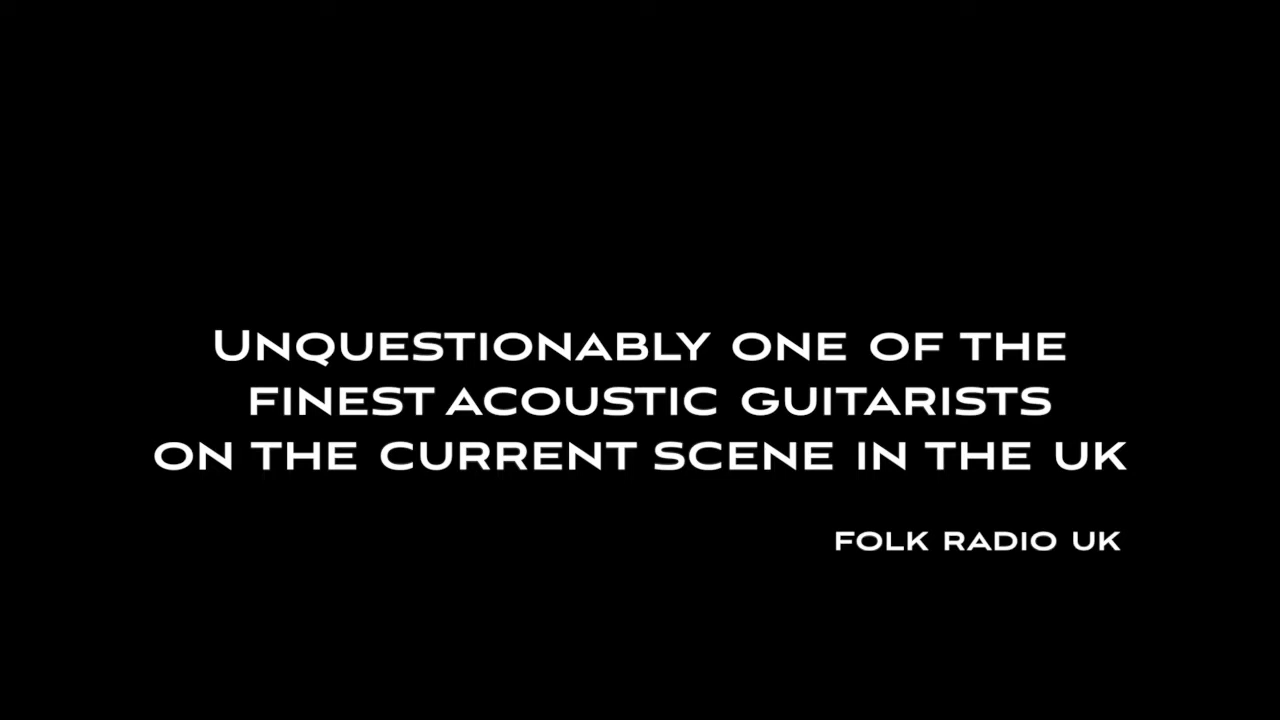 UNQUESTIONABLY ONE OF THE
FINEST ACOUSTIC GUITARISTS
ON THE CURRENT SCENE IN THE UK
FOLK RADIO UK